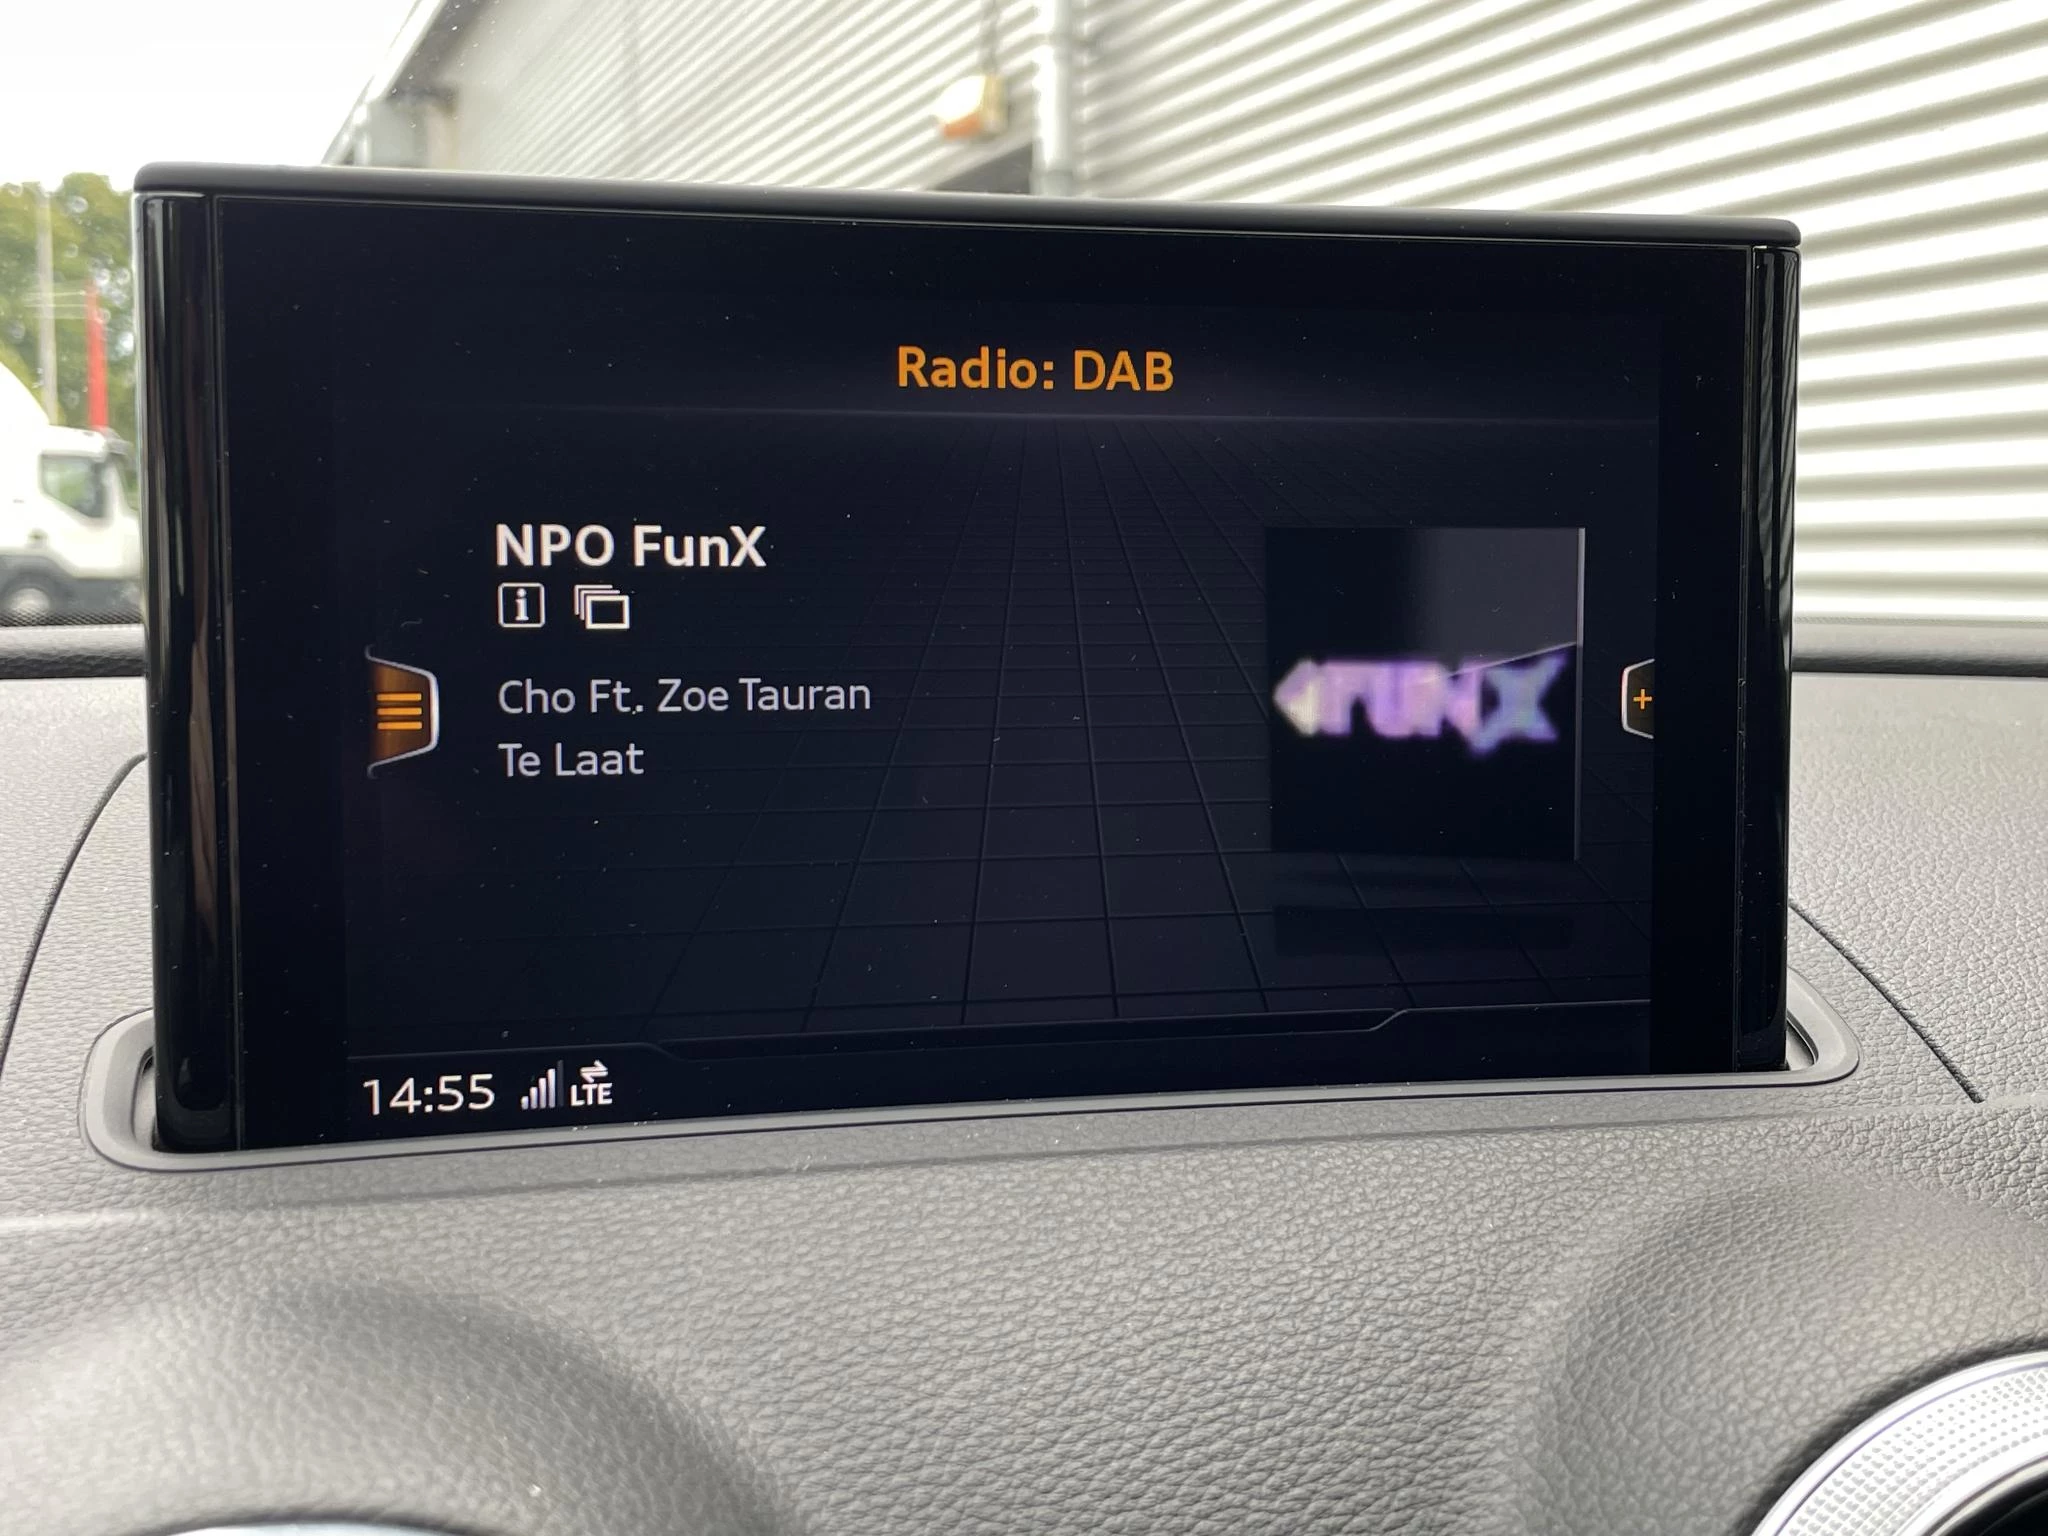 Radio: DAB
NPO FunX
Cho Ft. Zoe Tauran
Te Laat
FUNX
14:55 LTE